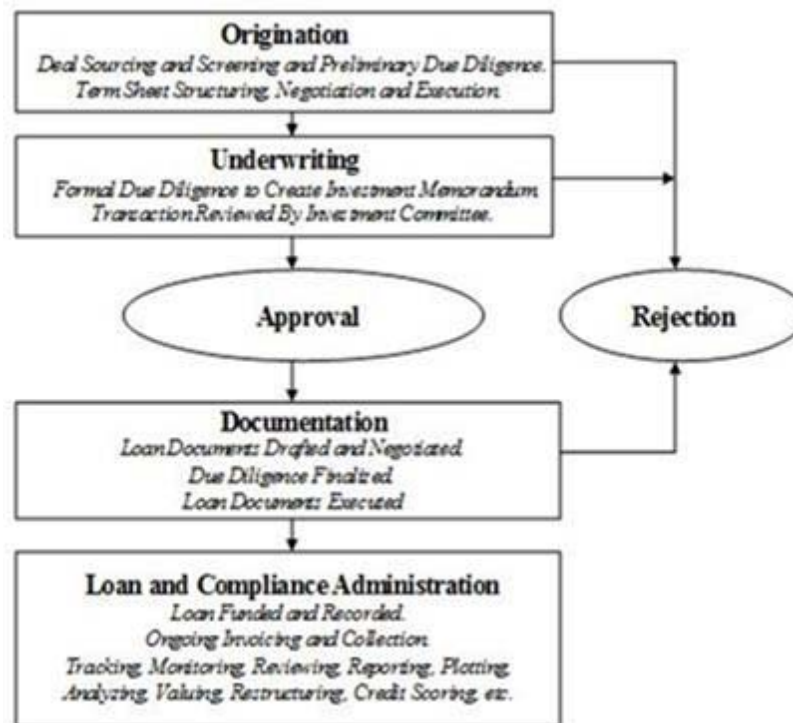 Origination
Deal Sourcing and Screening and Preliminary Due Diligence.
Term Sheet Structuring, Negotiation and Execution
Underwriting
Formal Due Diligence to Create Investment Memorandum
Transaction Reviewed By Investment Committee.
Approval
Rejection
Documentation
Loan Documents Drafted and Negotiated
Due Diligence Finalized
Loan Documents Executed
Loan and Compliance Administration
Loan Funded and Recorded.
Ongoing Invoicing and Collection
Tracking, Monitoring, Reviewing, Reporting, Plotting,
Analyzing, Valuing, Restructuring, Credit Scoring, etc.